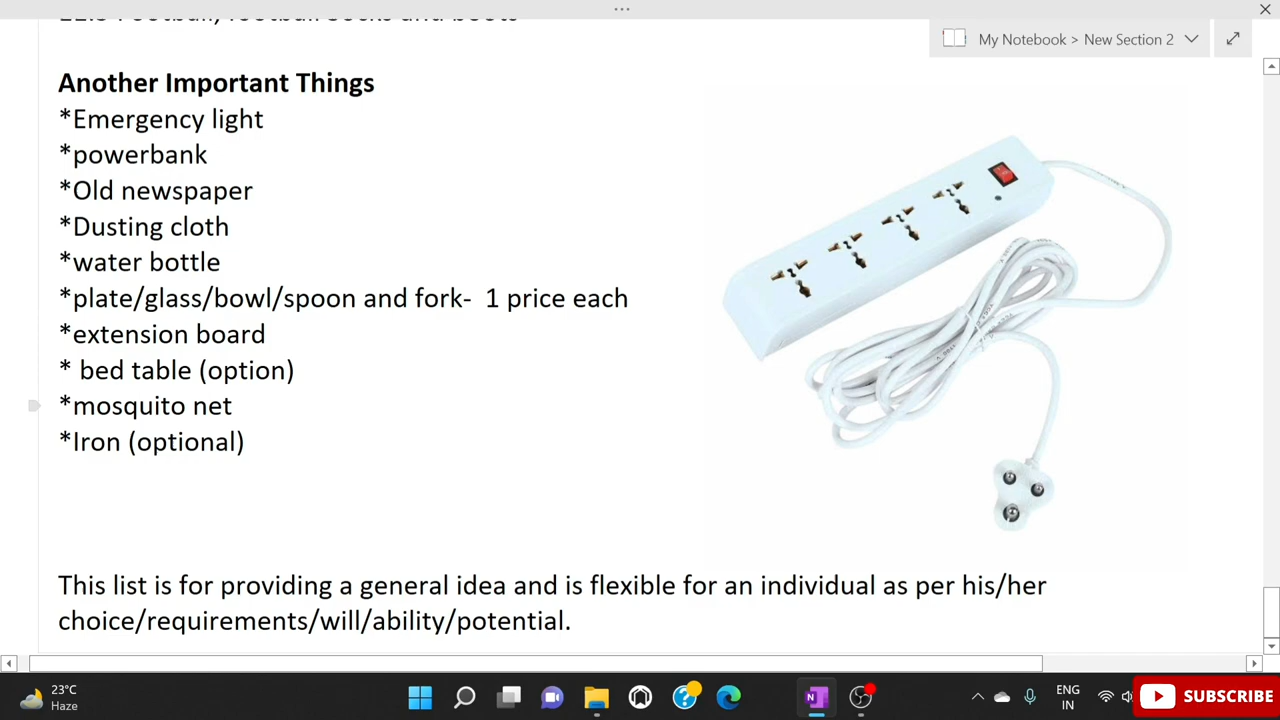 My Notebook > New Section 2
Another Important Things
*Emergency light
*powerbank
*Old newspaper
*Dusting cloth
*water bottle
*plate/glass/bowl/spoon and fork-  1 price each
*extension board
* bed table (option)
*mosquito net
*Iron (optional)
This list is for providing a general idea and is flexible for an individual as per his/her
choice/requirements/will/ability/potential.
23°C
Haze
ENG
IN
SUBSCRIBE